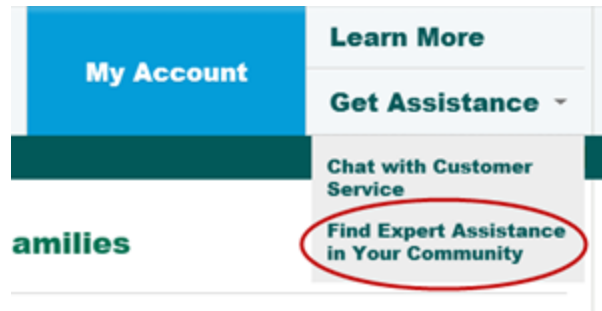 Learn More
My Account
Get Assistance
Chat with Customer
Service
Find Expert Assistance
in Your Community
amilies